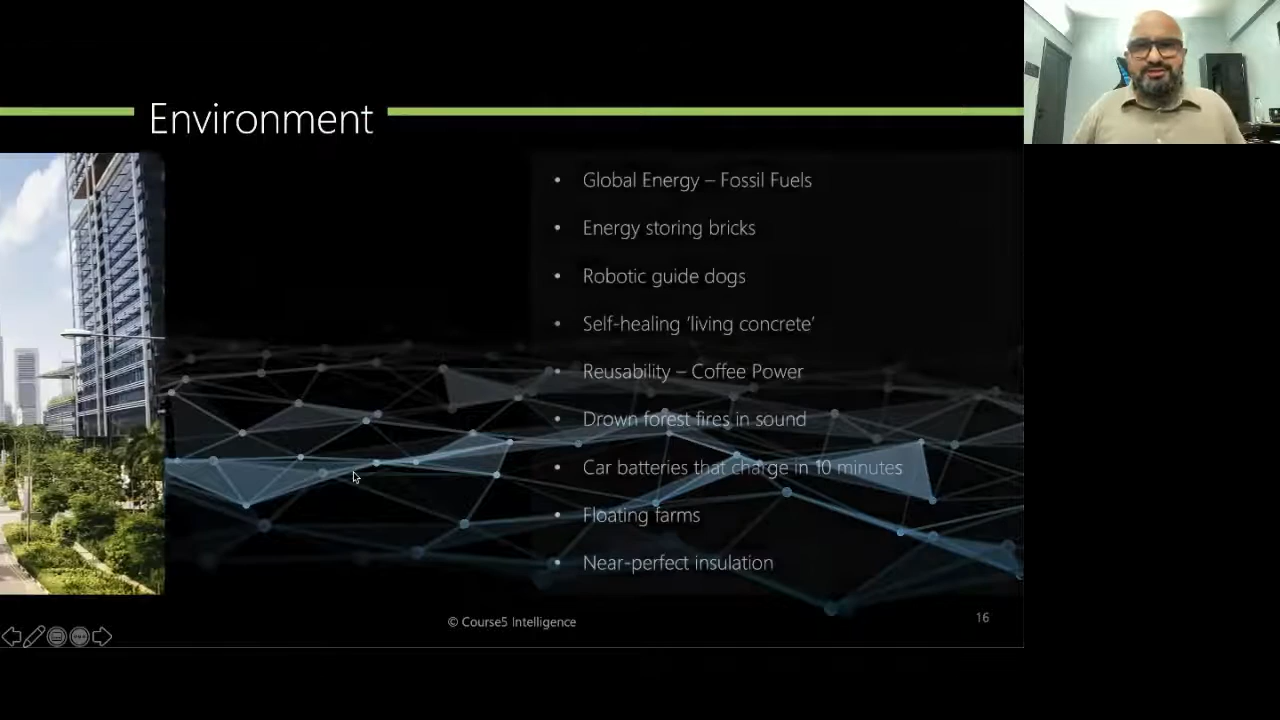 Environment
• Global Energy – Fossil Fuels
• Energy storing bricks
• Robotic guide dogs
• Self-healing ‘living concrete’
• Reusability – Coffee Power
• Drown forest fires in sound
• Car batteries that charge in 10 minutes
• Floating farms
• Near-perfect insulation
© Course5 Intelligence
16